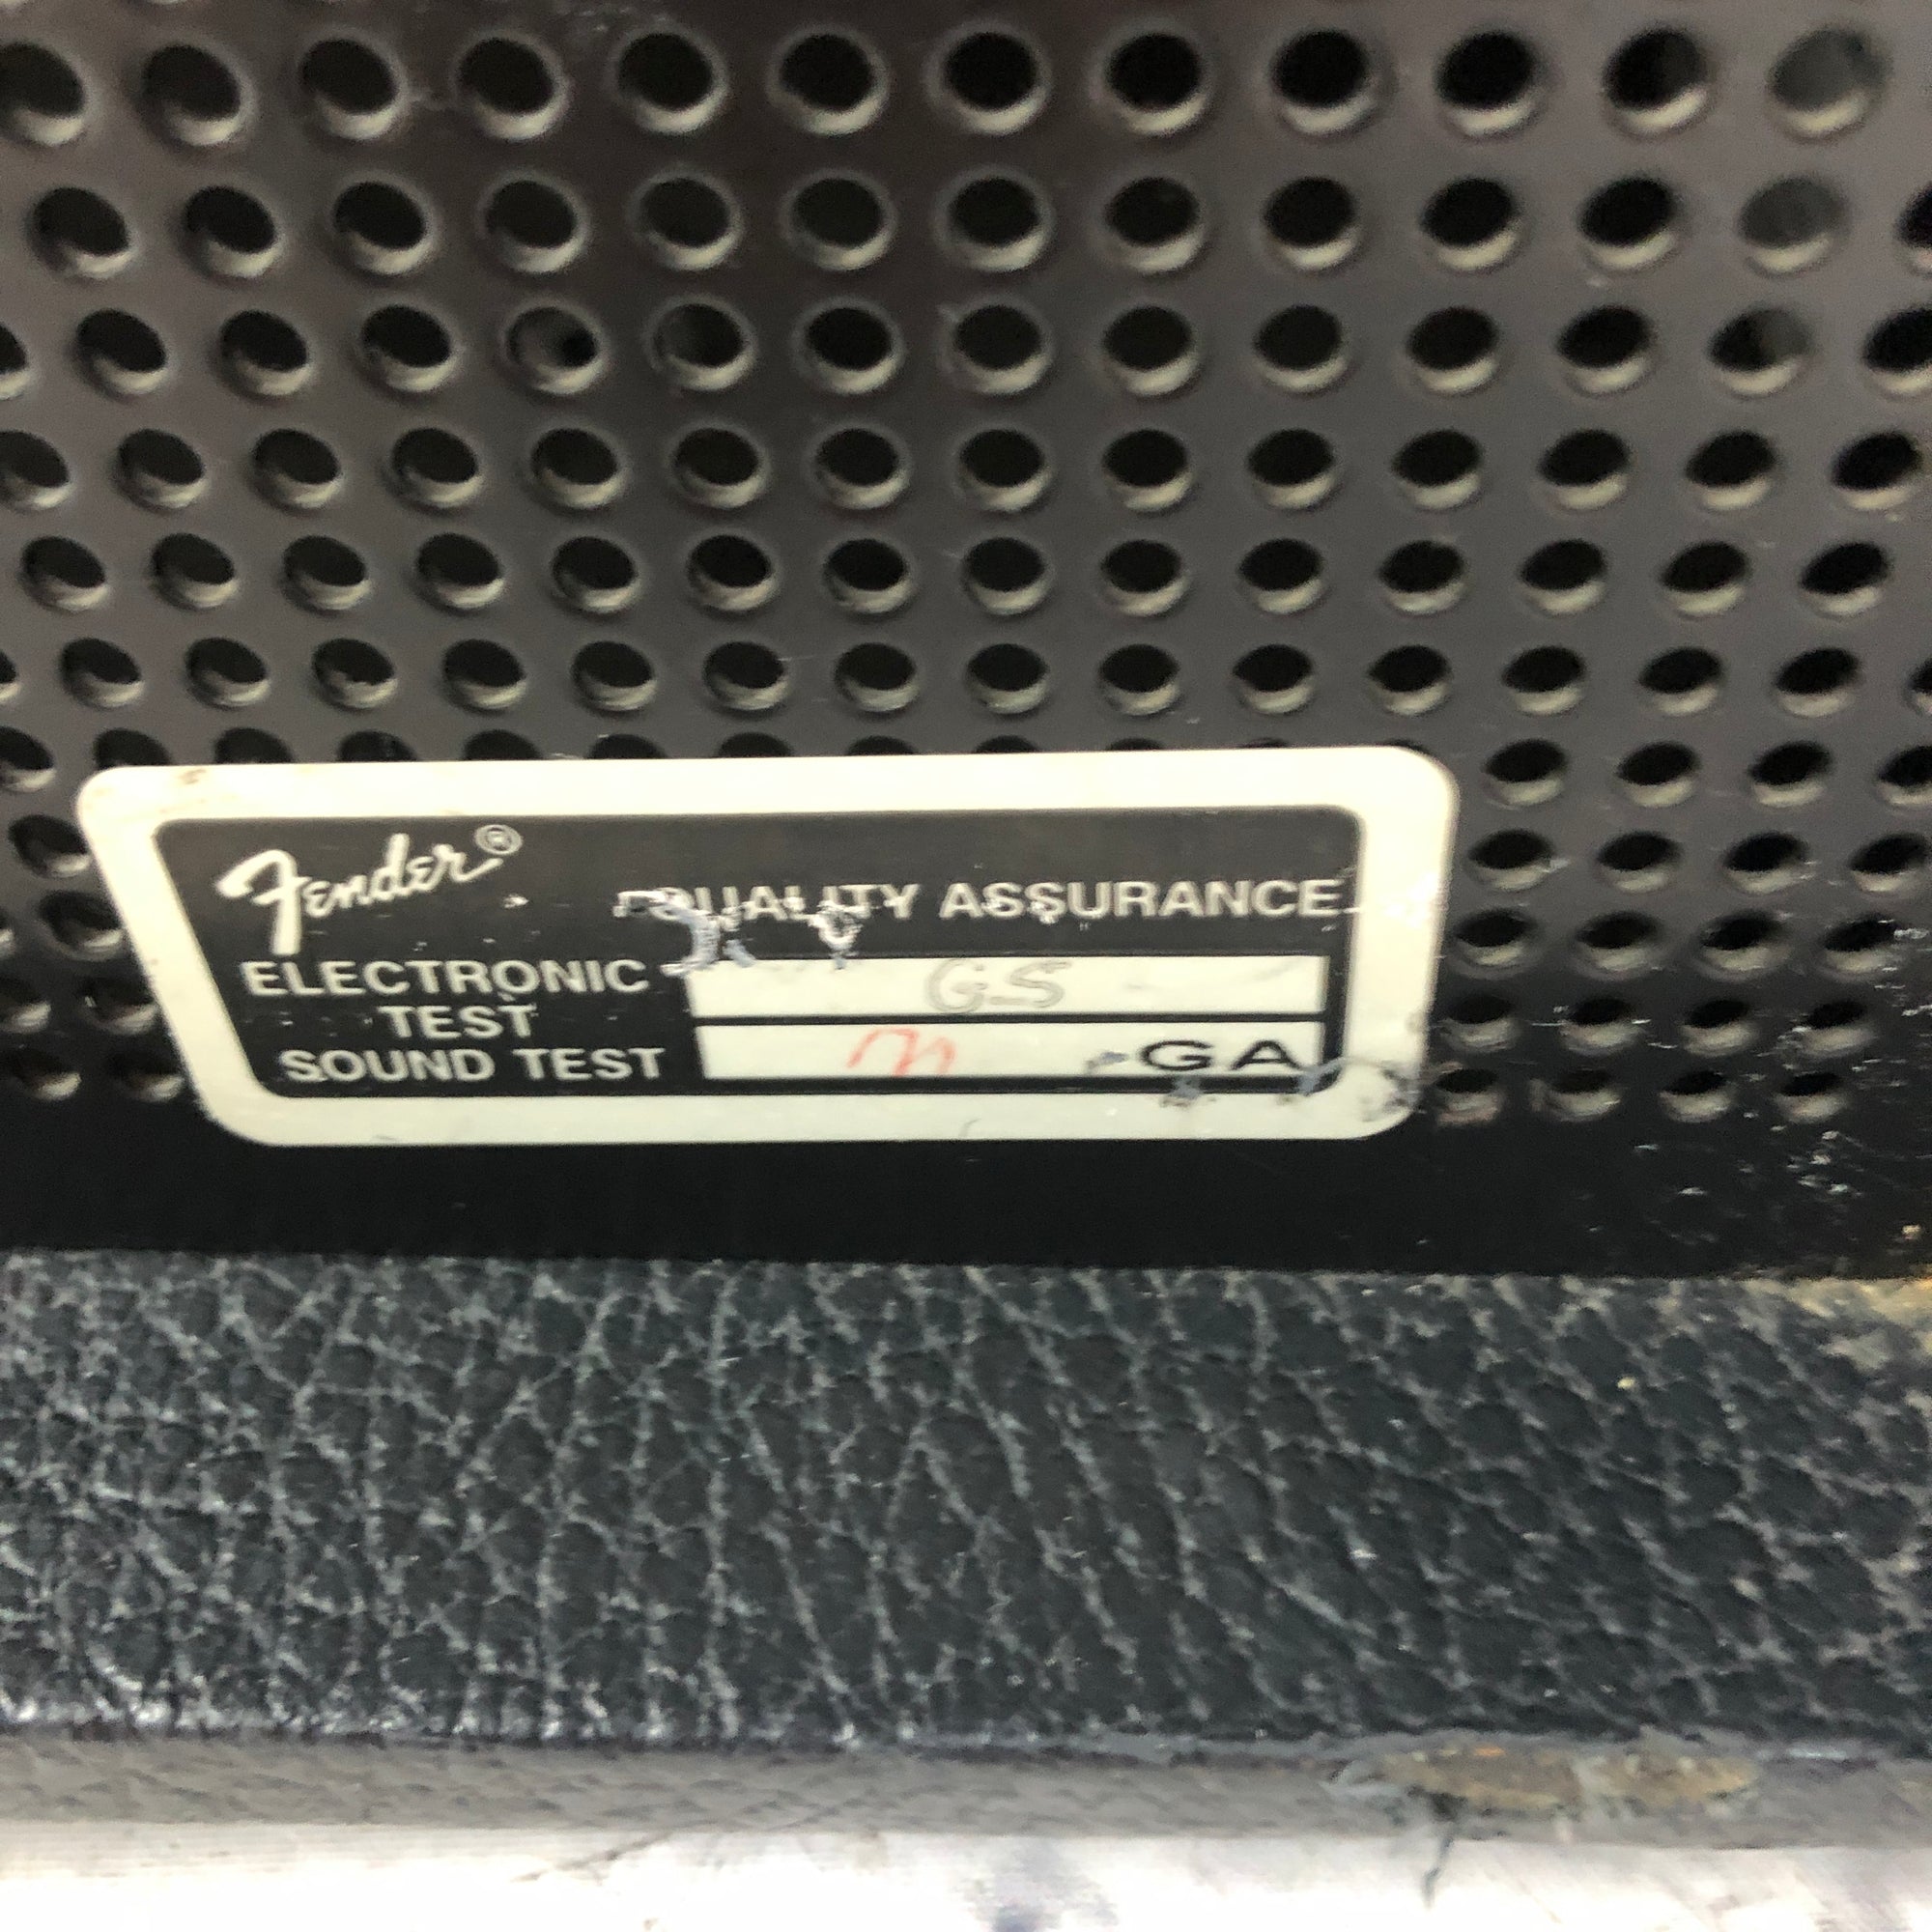 Fender®
QUALITY ASSURANCE
ELECTRONIC
TEST
GS
SOUND TEST
GA